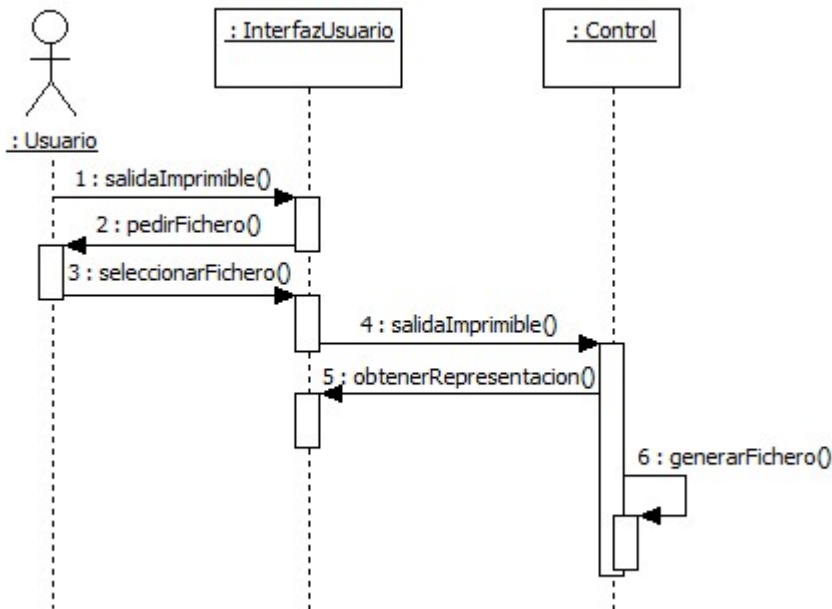 : InterfazUsuario
: Control
: Usuario
1 : salidaImprimible()
2 : pedirFichero()
3 : seleccionarFichero()
4 : salidaImprimible()
5 : obtenerRepresentacion()
6 : generarFichero()